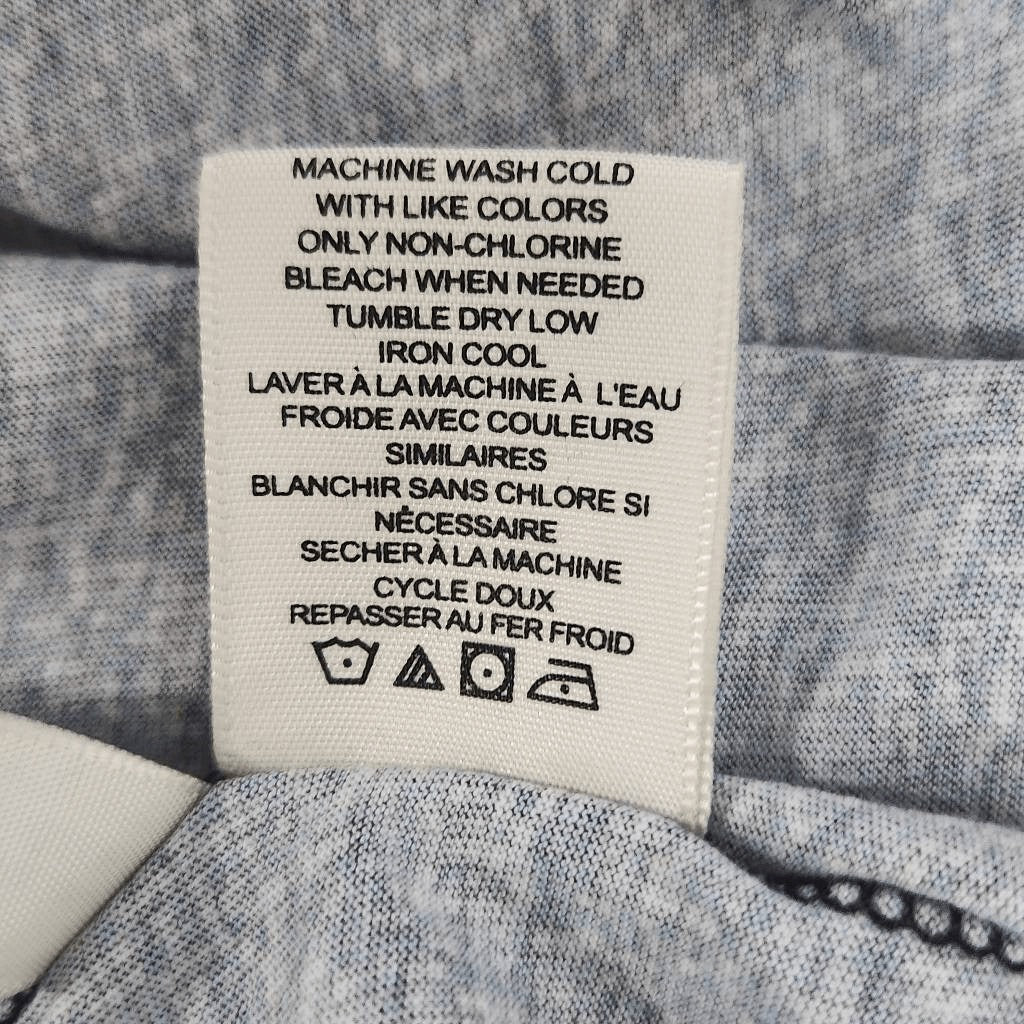 MACHINE WASH COLD
WITH LIKE COLORS
ONLY NON-CHLORINE
BLEACH WHEN NEEDED
TUMBLE DRY LOW
IRON COOL
LAVER À LA MACHINE À L'EAU
FROIDE AVEC COULEURS
SIMILAIRES
BLANCHIR SANS CHLORE SI
NÉCESSAIRE
SECHER À LA MACHINE
CYCLE DOUX
REPASSER AU FER FROID